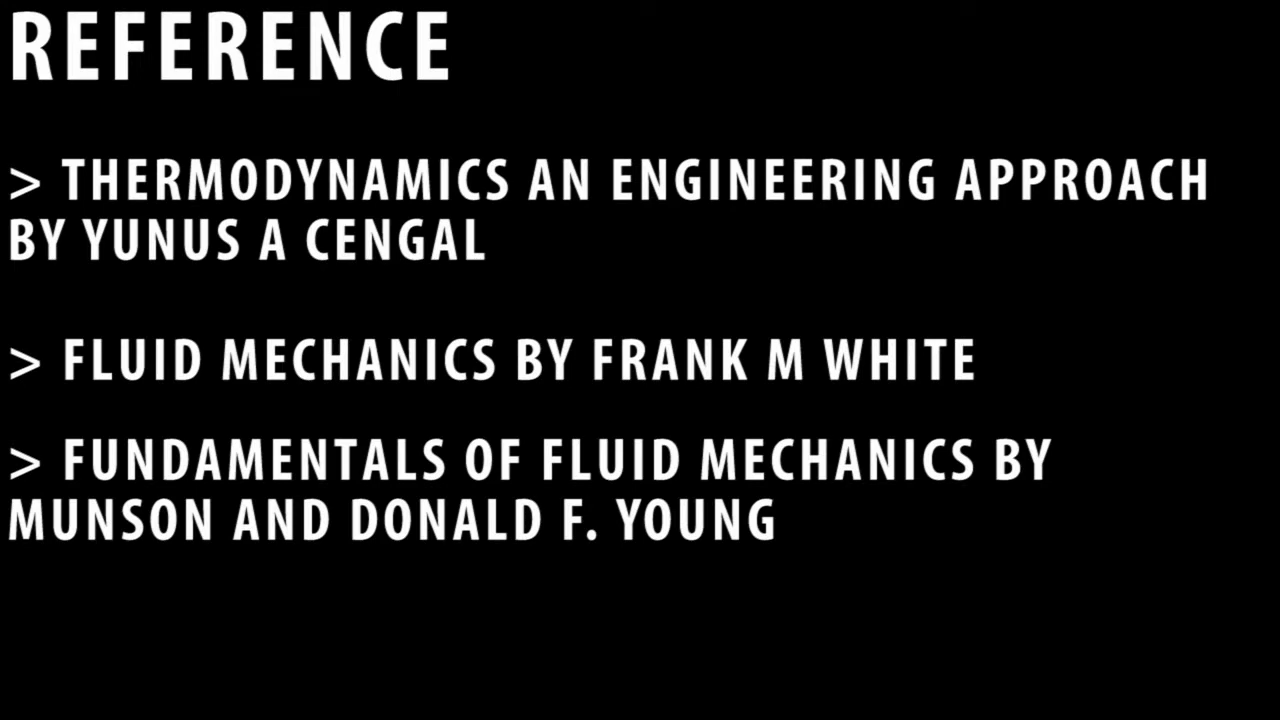 REFERENCE
> THERMODYNAMICS AN ENGINEERING APPROACH
BY YUNUS A CENGAL
> FLUID MECHANICS BY FRANK M WHITE
> FUNDAMENTALS OF FLUID MECHANICS BY
MUNSON AND DONALD F. YOUNG